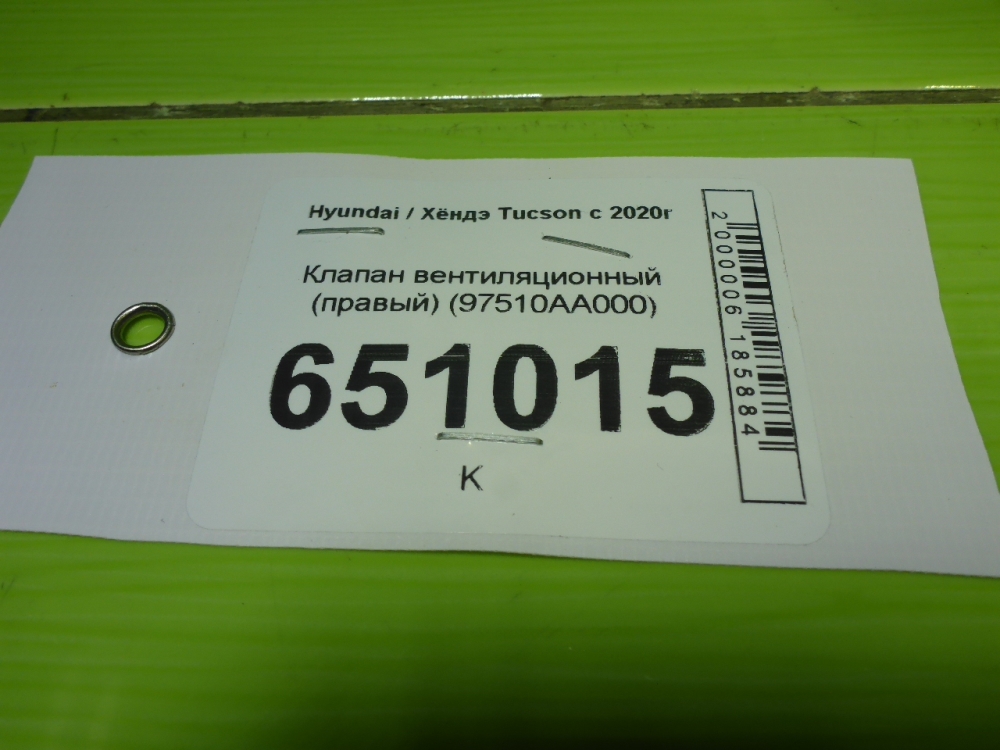 Hyundai / Хёндэ Tucson с 2020г
Клапан вентиляционный
(правый) (97510AA000)
651015
К
2000006185884